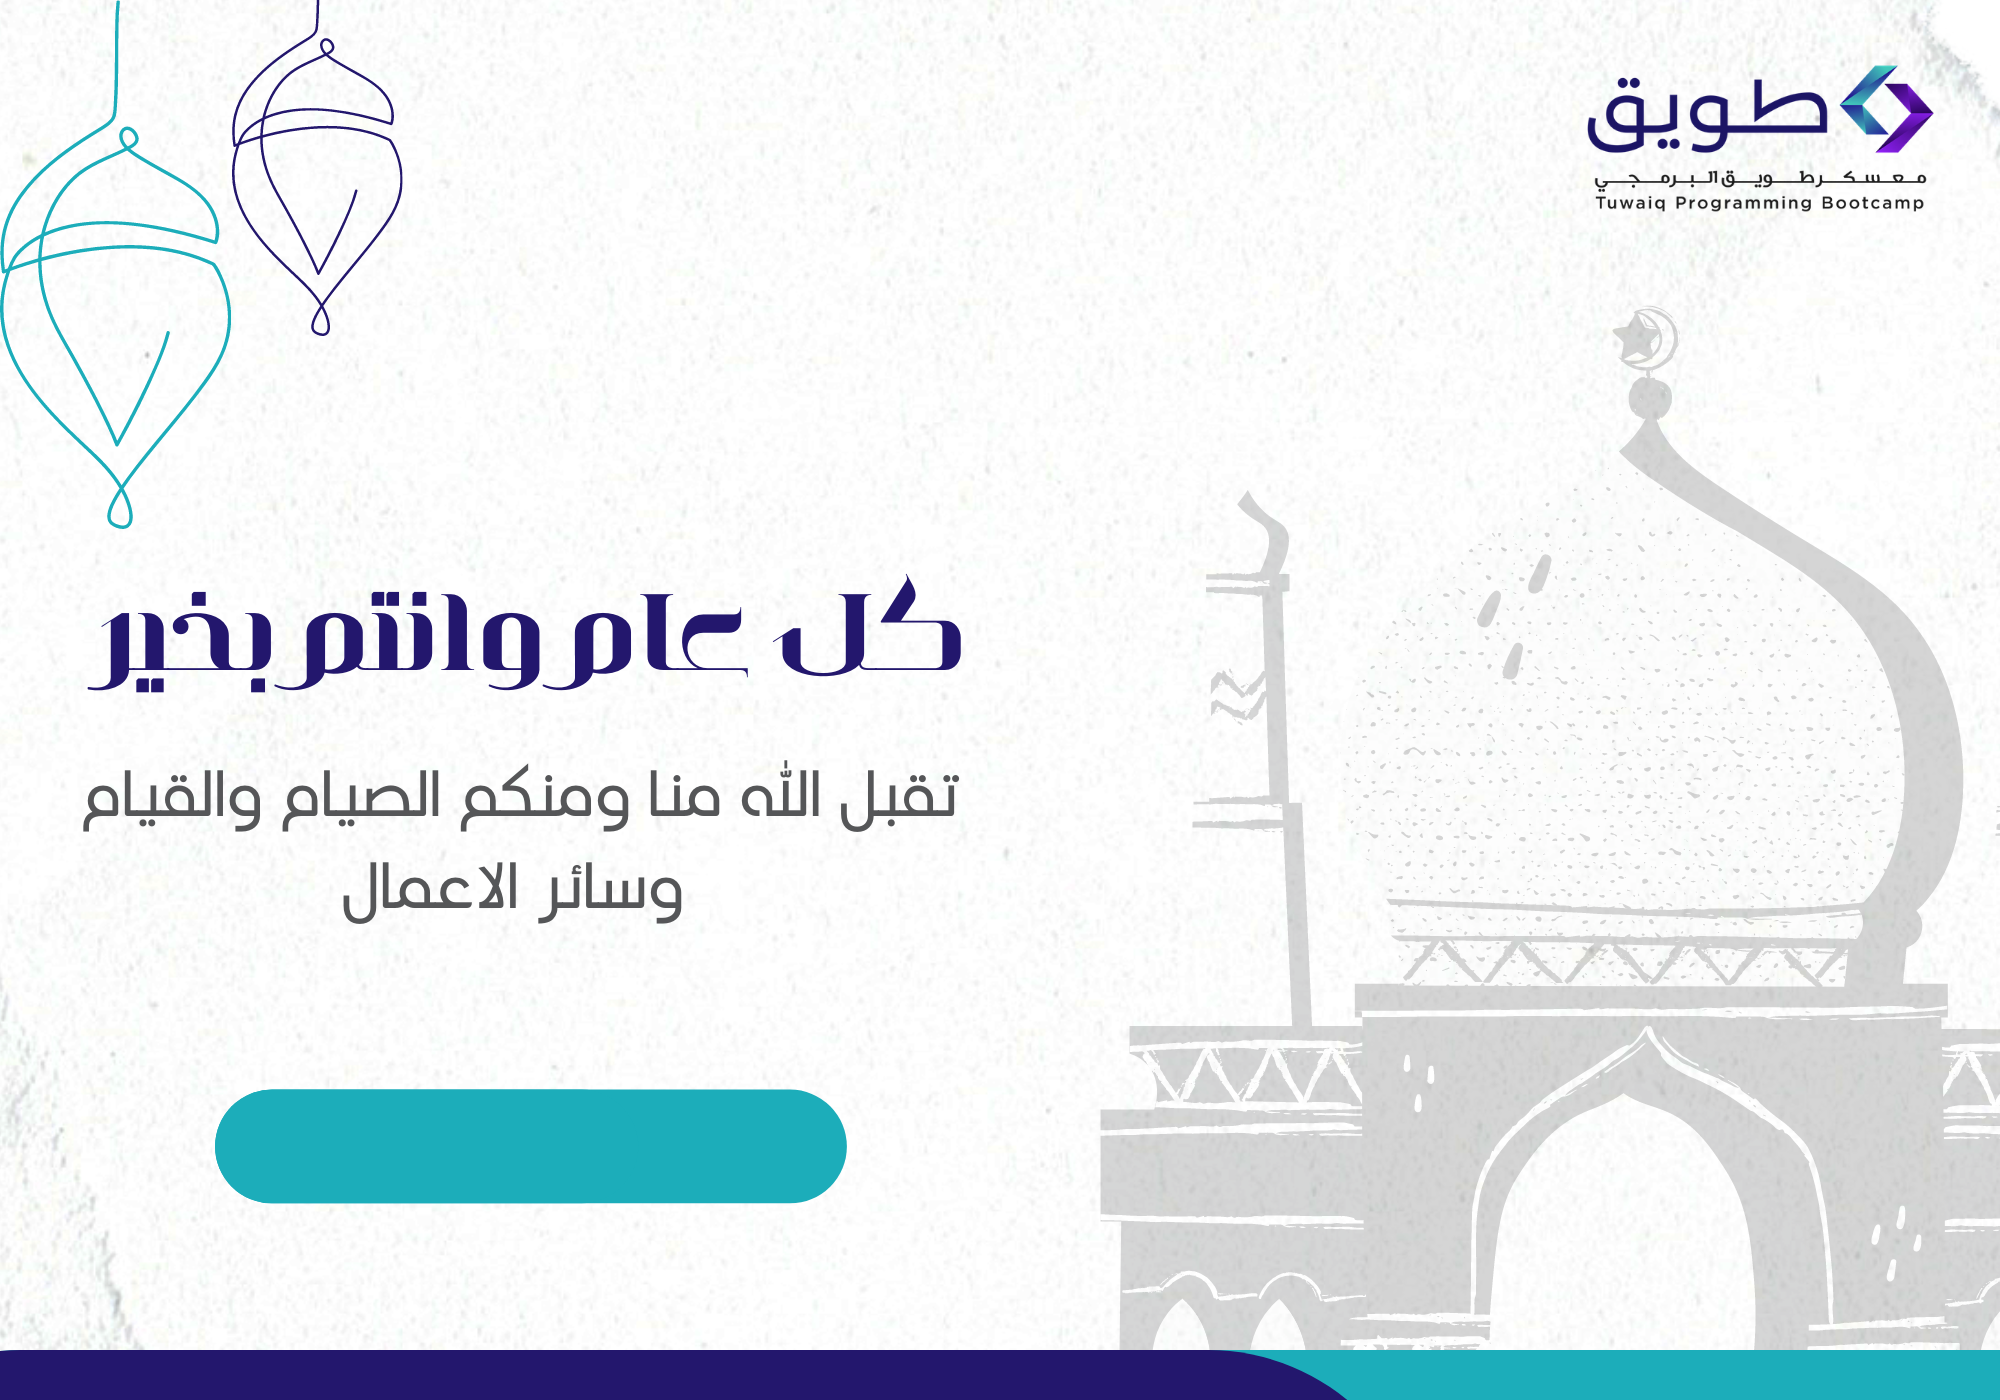 طويق
معسكر طويق البرمجي
Tuwaiq Programming Bootcamp
كل عام وانتم بخير
تقبل الله منا ومنكم الصيام والقيام
وسائر الاعمال